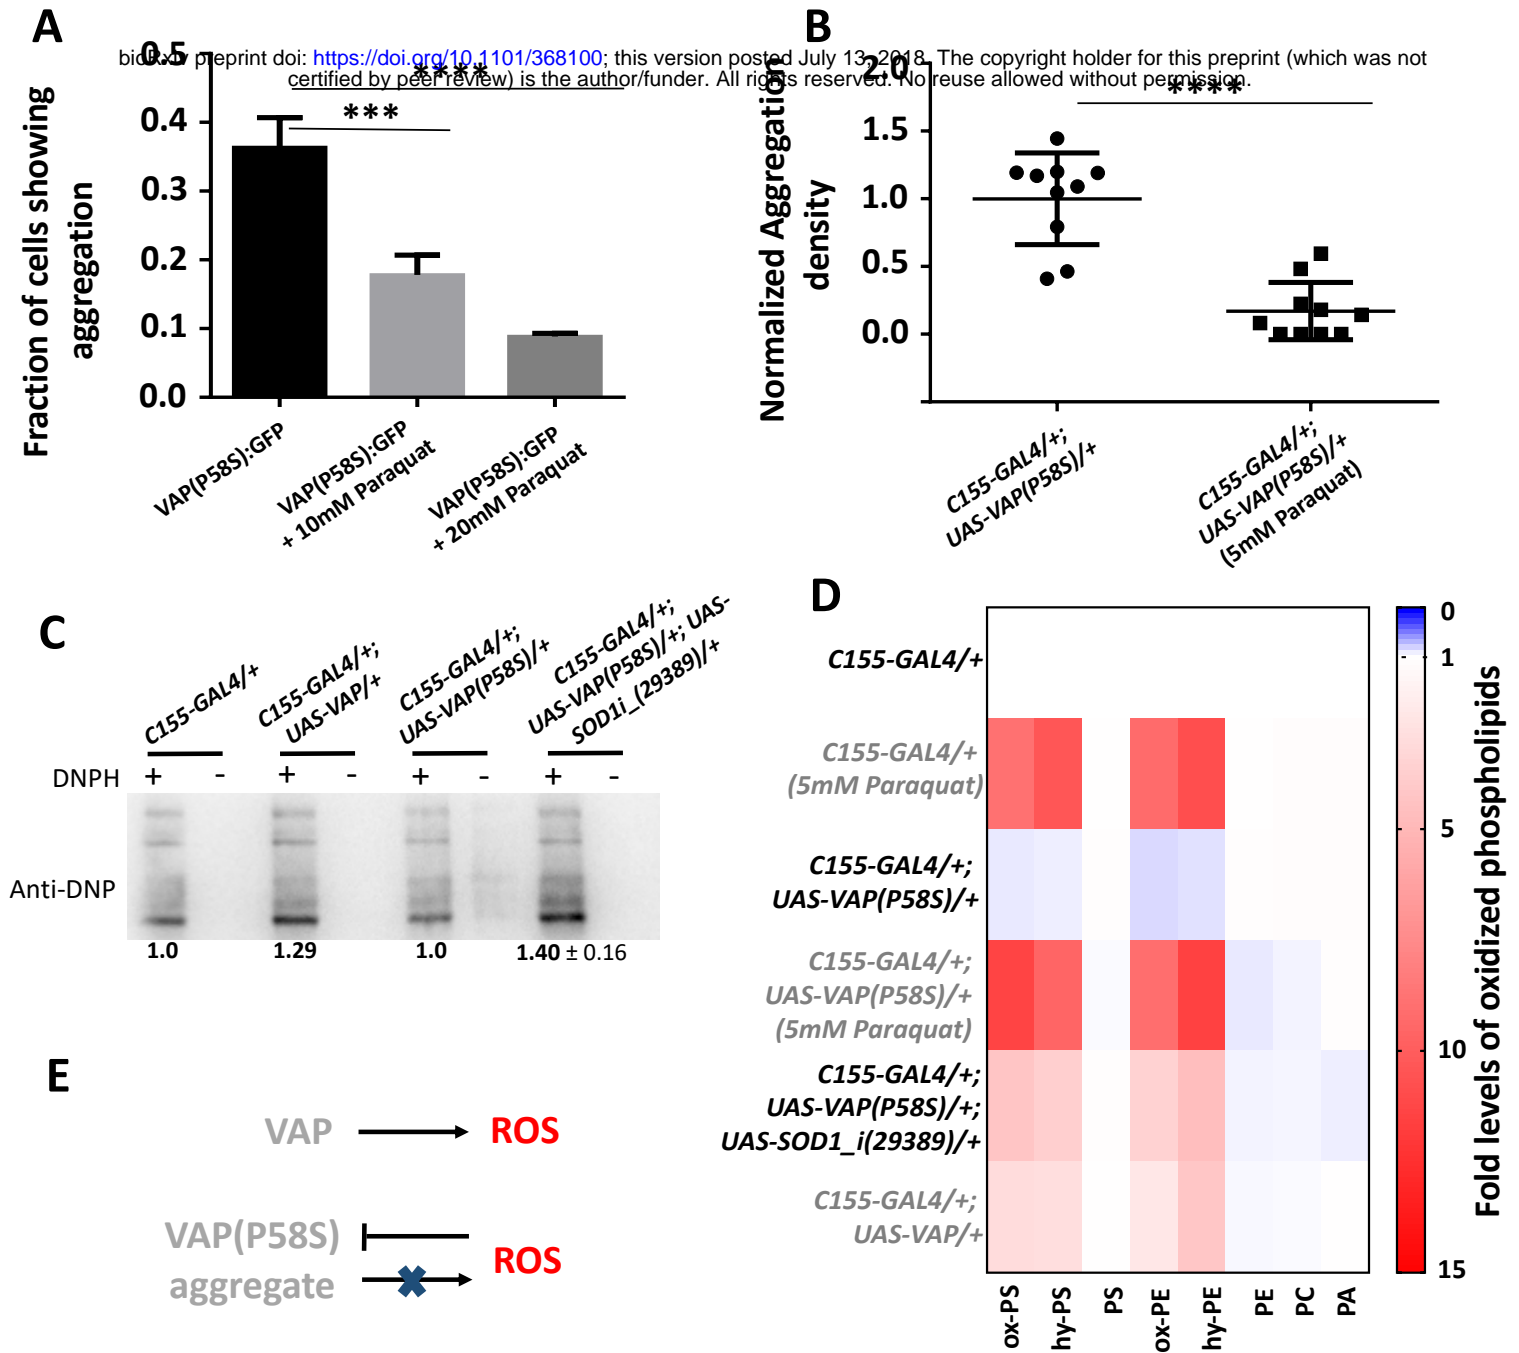 A
B
bioRxiv preprint doi: https://doi.org/10.1101/368100; this version posted July 13, 2018. The copyright holder for this preprint (which was not
certified by peer review) is the author/funder. All rights reserved. No reuse allowed without permission.
Fraction of cells showing
aggregation
0.5
0.4
0.3
0.2
0.1
0.0
****
***
VAP(P58S):GFP
VAP(P58S):GFP
+ 10mM Paraquat
VAP(P58S):GFP
+ 20mM Paraquat
Normalized Aggregation
density
2.0
1.5
1.0
0.5
0.0
****
C155-GAL4/+;
UAS-VAP(P58S)/+
C155-GAL4/+;
UAS-VAP(P58S)/+
(5mM Paraquat)
C
C155-GAL4/+
C155-GAL4/+;
UAS-VAP/+
C155-GAL4/+;
UAS-VAP(P58S)/+
C155-GAL4/+;
UAS-VAP(P58S)/+; UAS-
SOD1i_(29389)/+
DNPH + - + - + - + -
Anti-DNP
1.0 1.29 1.0 1.40 ± 0.16
D
C155-GAL4/+
C155-GAL4/+
(5mM Paraquat)
C155-GAL4/+;
UAS-VAP(P58S)/+
C155-GAL4/+;
UAS-VAP(P58S)/+
(5mM Paraquat)
C155-GAL4/+;
UAS-VAP(P58S)/+;
UAS-SOD1_i(29389)/+
C155-GAL4/+;
UAS-VAP/+
ox-PS
hy-PS
PS
ox-PE
hy-PE
PE
PC
PA
0
1
5
10
15
Fold levels of oxidized phospholipids
E
VAP ROS
VAP(P58S)
aggregate
ROS